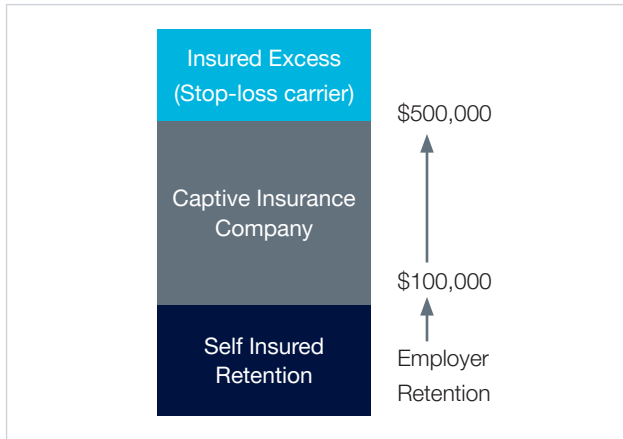 Insured Excess
(Stop-loss carrier)
$500,000
Captive Insurance
Company
$100,000
Self Insured
Retention
Employer
Retention